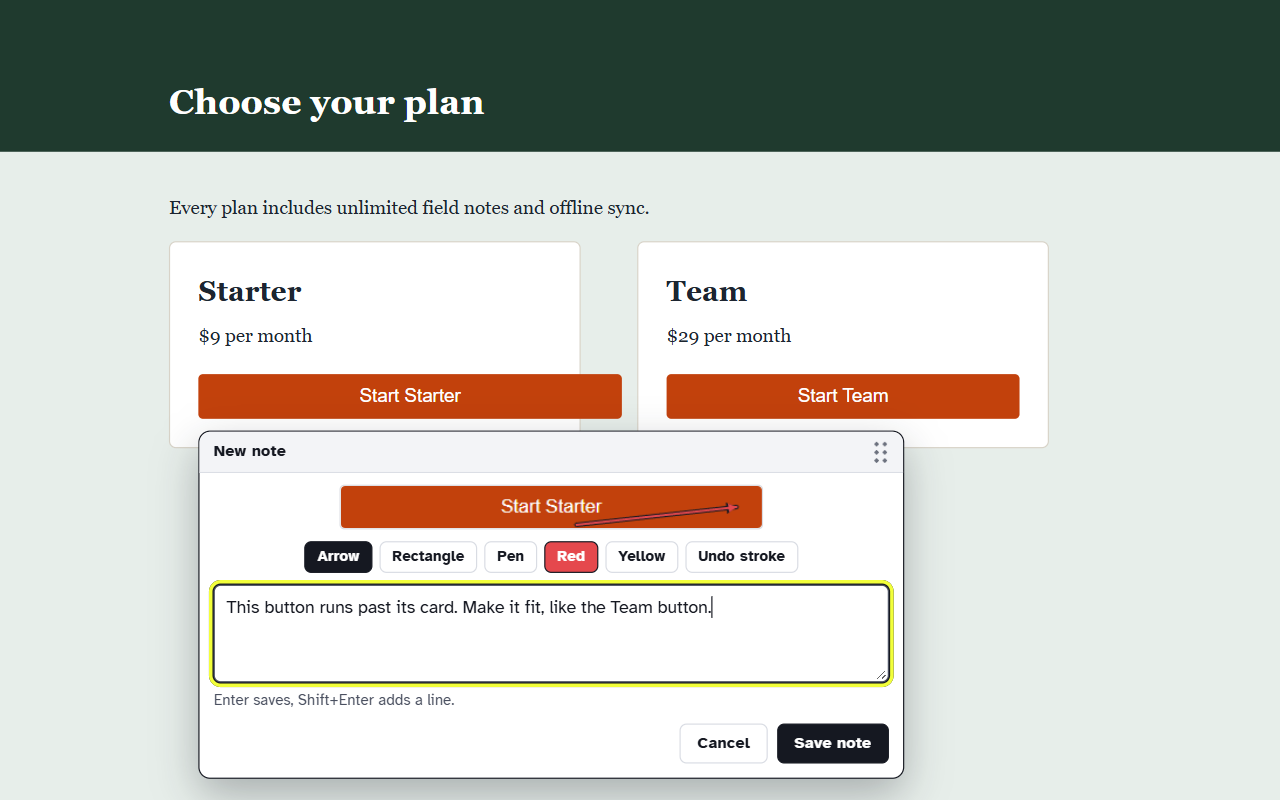 Choose your plan
Every plan includes unlimited field notes and offline sync.
Starter
$9 per month
Start Starter
Team
$29 per month
Start Team
New note
Start Starter
Arrow Rectangle Pen Red Yellow Undo stroke
This button runs past its card. Make it fit, like the Team button.
Enter saves, Shift+Enter adds a line.
Cancel Save note